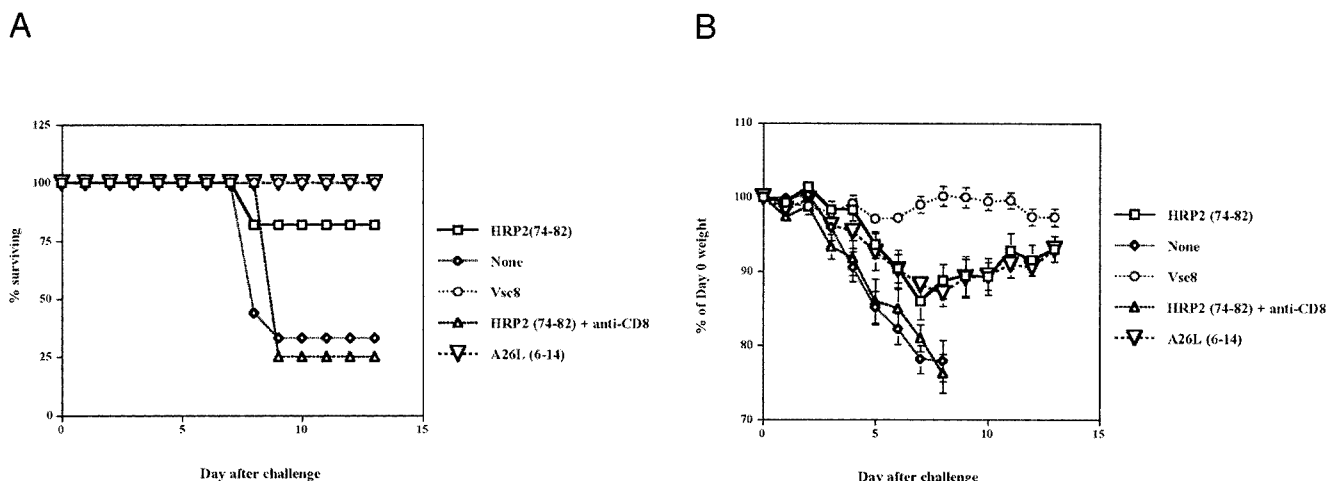 A
B
125
100
75
50
25
0
% surviving
0
5
10
15
Day after challenge
HRP2(74-82)
None
Vsc8
HRP2 (74-82) + anti-CD8
A26L (6-14)
110
100
90
80
70
% of Day 0 weight
0
5
10
15
Day after challenge
HRP2 (74-82)
None
Vsc8
HRP2 (74-82) + anti-CD8
A26L (6-14)